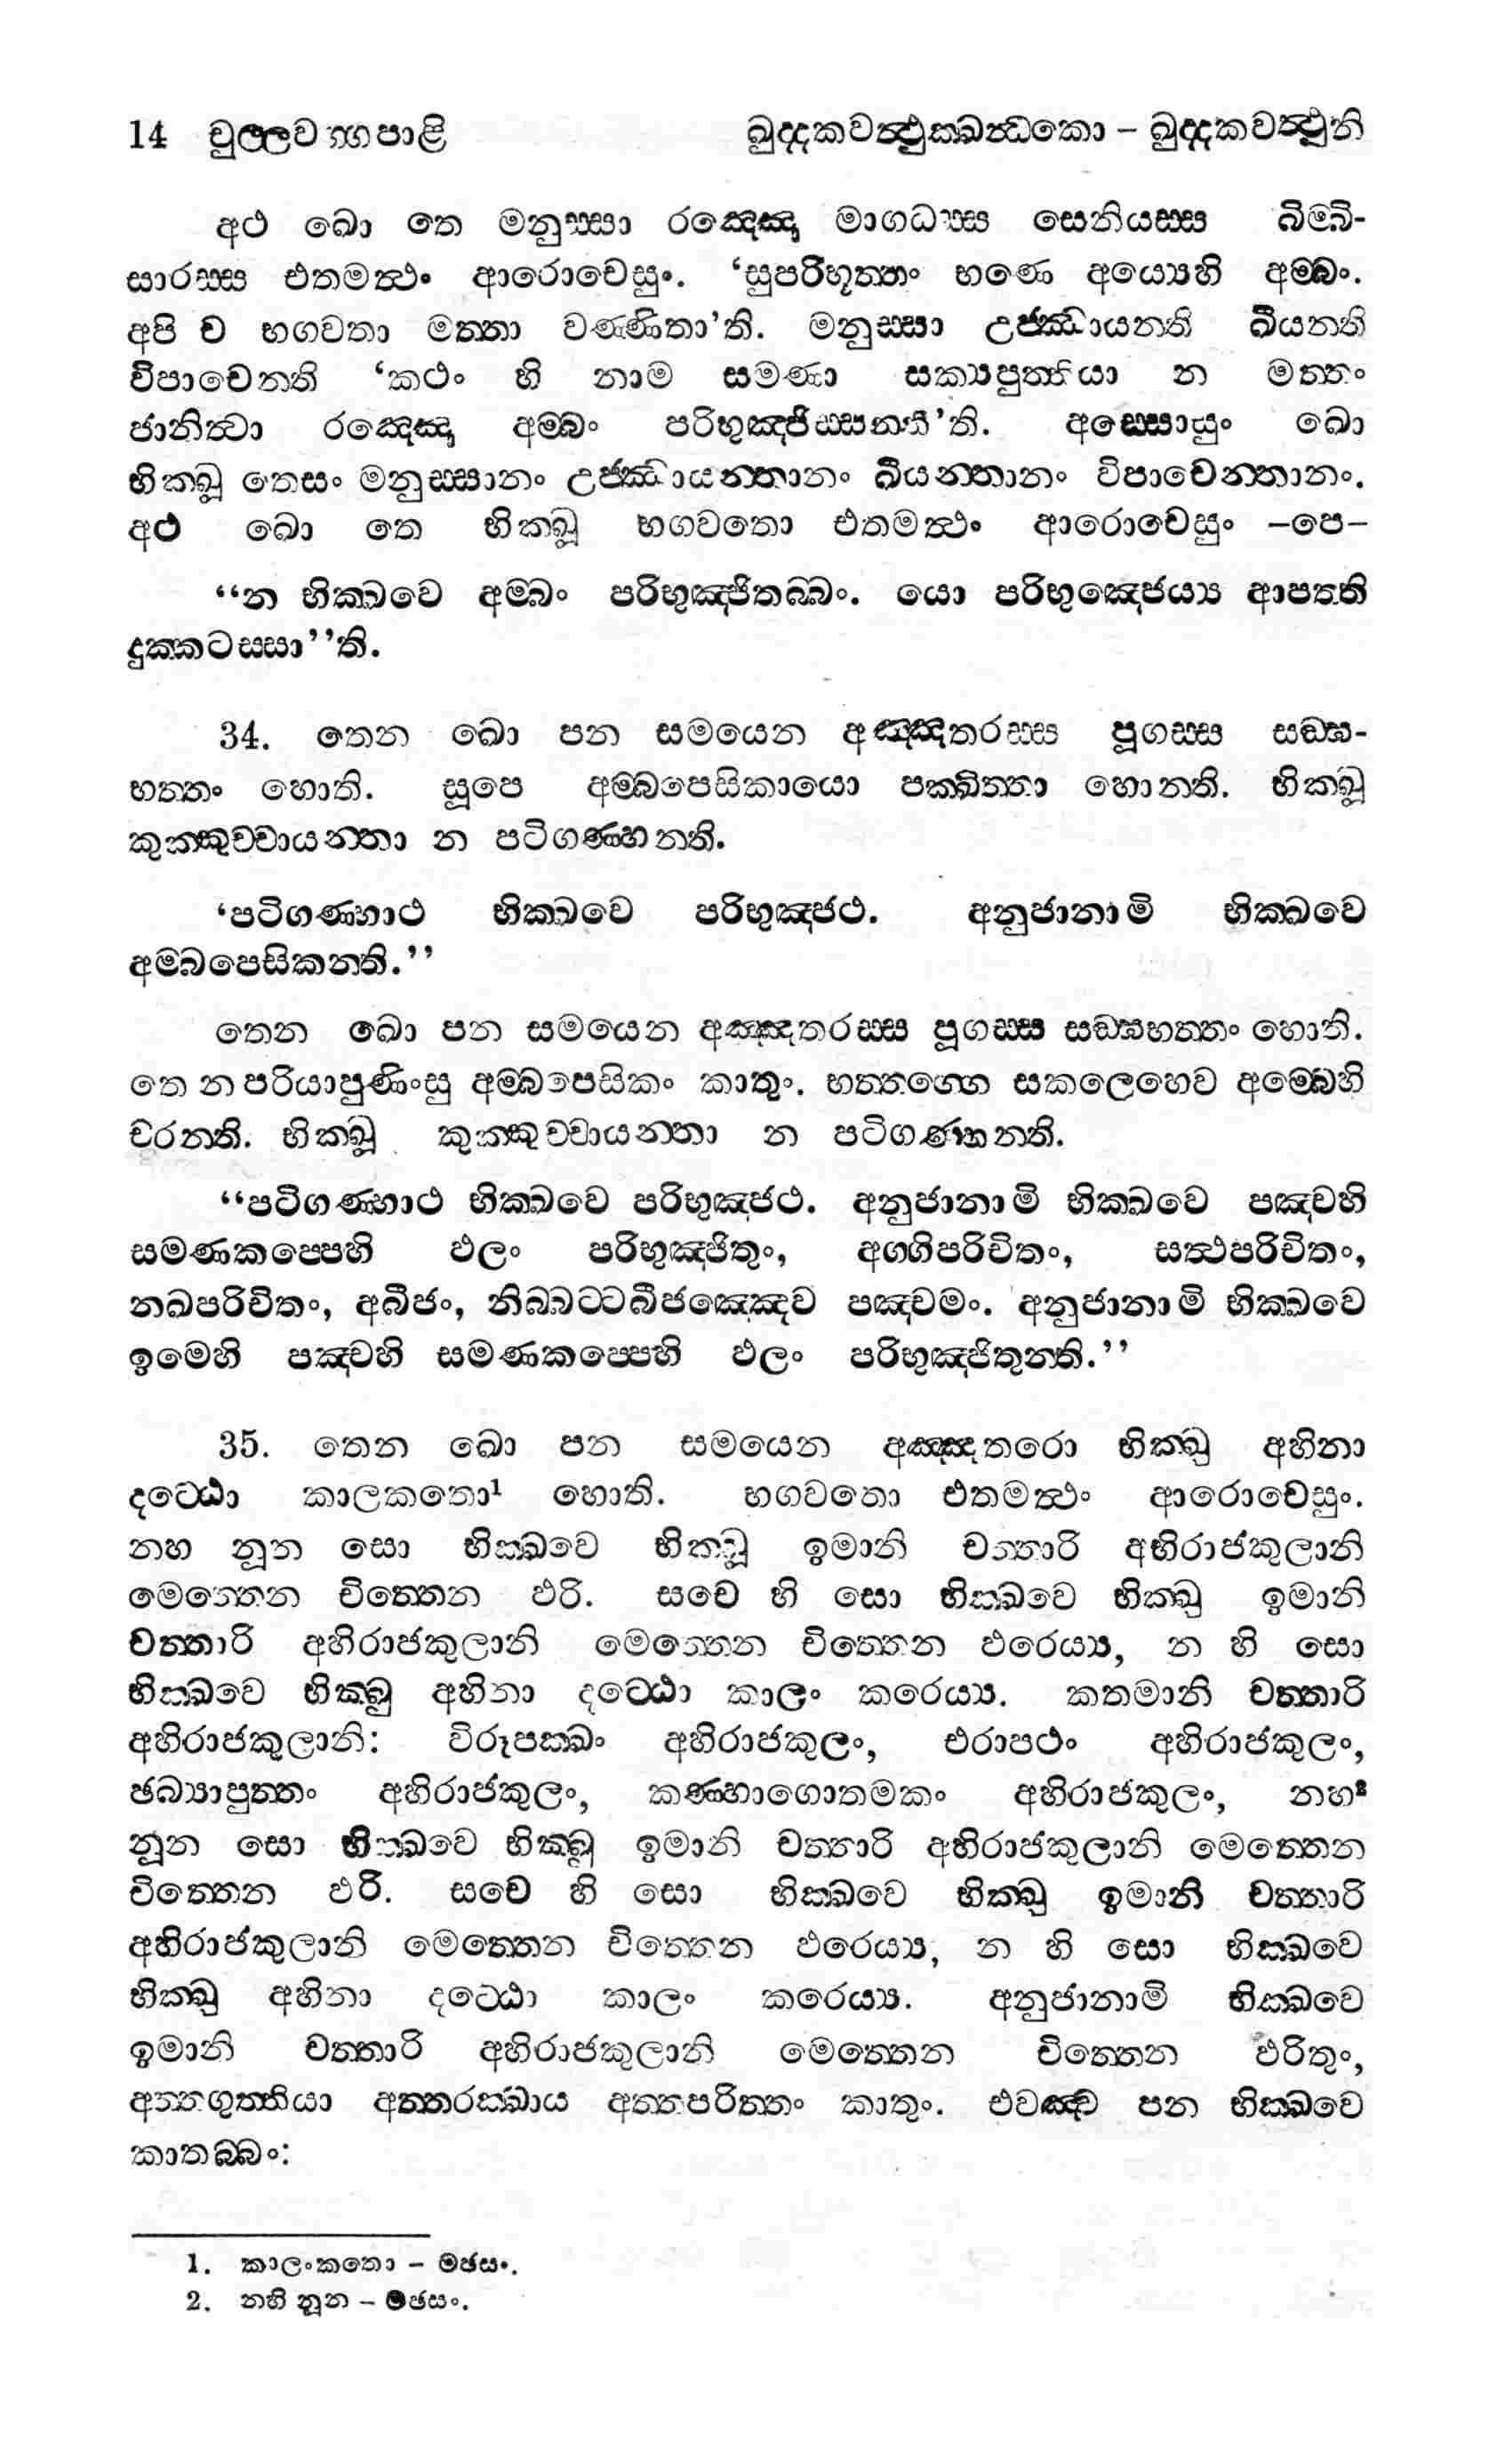 14 චුල්ලවග්ගපාළි ඛුද්දකවත්ථුක්ඛන්ධකො – ඛුද්දකවත්ථුනි
අථ ඛො තෙ මනුස්සා රඤ්ඤො මාගධස්ස සෙනියස්ස බිම්බි-
සාරස්ස එතමත්ථං ආරොචෙසුං. ‘සුපරිභූත්තං භණෙ අය්යෙහි අම්බං.
අපි ච භගවතා මත්තා වණ්ණිතා’ති. මනුස්සා උජ්ඣායන්ති ඛීයන්ති
විපාචෙන්ති ‘කථං හි නාම සමණා සක්යපුත්තියා න මත්තං
ජානිත්වා රඤ්ඤො අම්බං පරිභුඤ්ජිස්සන්තී’ති. අස්සොසුං ඛො
භික්ඛූ තෙසං මනුස්සානං උජ්ඣායන්තානං ඛීයන්තානං විපාචෙන්තානං.
අථ ඛො තෙ භික්ඛූ භගවතො එතමත්ථං ආරොචෙසුං –පෙ–
“න භික්ඛවෙ අම්බං පරිභුඤ්ජිතබ්බං. යො පරිභුඤ්ජෙය්ය ආපත්ති
දුක්කටස්සා”ති.
34. තෙන ඛො පන සමයෙන අඤ්ඤතරස්ස පූගස්ස සඞ්ඝ-
භත්තං හොති. සූපෙ අම්බපෙසිකායො පක්ඛිත්තා හොන්ති. භික්ඛූ
කුක්කුච්චායන්තා න පටිගණ්හන්ති.
‘පටිගණ්හාථ භික්ඛවෙ පරිභුඤ්ජථ. අනුජානාමි භික්ඛවෙ
අම්බපෙසිකන්ති.”
තෙන ඛො පන සමයෙන අඤ්ඤතරස්ස පූගස්ස සඞ්ඝභත්තං හොති.
තෙ න පරියාපුණිංසු අම්බපෙසිකං කාතුං. භත්තග්ගෙ සකලෙහෙව අම්බෙහි
චරන්ති. භික්ඛූ කුක්කුච්චායන්තා න පටිගණ්හන්ති.
“පටිගණ්හාථ භික්ඛවෙ පරිභුඤ්ජථ. අනුජානාමි භික්ඛවෙ පඤ්චහි
සමණකප්පෙහි ඵලං පරිභුඤ්ජිතුං, අග්ගිපරිචිතං, සත්ථපරිචිතං,
නඛපරිචිතං, අබීජං, නිබ්බට්ටබීජඤ්ඤෙව පඤ්චමං. අනුජානාමි භික්ඛවෙ
ඉමෙහි පඤ්චහි සමණකප්පෙහි ඵලං පරිභුඤ්ජිතුන්ති.”
35. තෙන ඛො පන සමයෙන අඤ්ඤතරො භික්ඛු අහිනා
දට්ඨො කාලකතො¹ හොති. භගවතො එතමත්ථං ආරොචෙසුං.
නහ නූන සො භික්ඛවෙ භික්ඛූ ඉමානි චත්තාරි අභිරාජකුලානි
මෙත්තෙන චිත්තෙන ඵරි. සචෙ හි සො භික්ඛවෙ භික්ඛු ඉමානි
චත්තාරි අහිරාජකුලානි මෙත්තෙන චිත්තෙන ඵරෙය්ය, න හි සො
භික්ඛවෙ භික්ඛු අහිනා දට්ඨො කාලං කරෙය්ය. කතමානි චත්තාරි
අහිරාජකුලානි: විරූපක්ඛං අහිරාජකුලං, එරාපථං අහිරාජකුලං,
ඡබ්යාපුත්තං අහිරාජකුලං, කණ්හාගොතමකං අහිරාජකුලං, නහ²
නූන සො භික්ඛවෙ භික්ඛූ ඉමානි චත්තාරි අභිරාජකුලානි මෙත්තෙන
චිත්තෙන ඵරි. සචෙ හි සො භික්ඛවෙ භික්ඛු ඉමානි චත්තාරි
අහිරාජකුලානි මෙත්තෙන චිත්තෙන ඵරෙය්ය, න හි සො භික්ඛවෙ
භික්ඛු අහිනා දට්ඨො කාලං කරෙය්ය. අනුජානාමි භික්ඛවෙ
ඉමානි චත්තාරි අහිරාජකුලානි මෙත්තෙන චිත්තෙන ඵරිතුං,
අත්තගුත්තියා අත්තරක්ඛාය අත්තපරිත්තං කාතුං. එවඤ්ච පන භික්ඛවෙ
කාතබ්බං:
1. කාලංකතො – මඡසං.
2. නහි නූන – මඡසං.